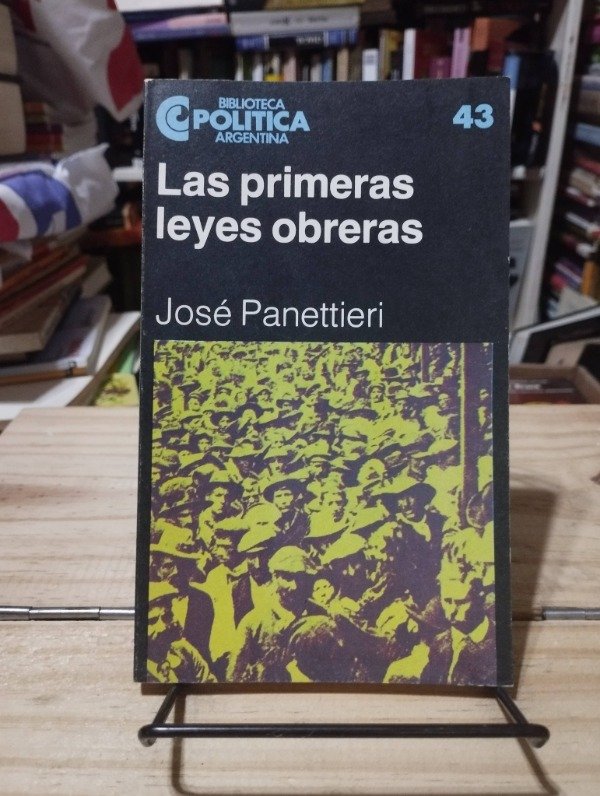 BIBLIOTECA
POLITICA
ARGENTINA
43
Las primeras
leyes obreras
José Panettieri